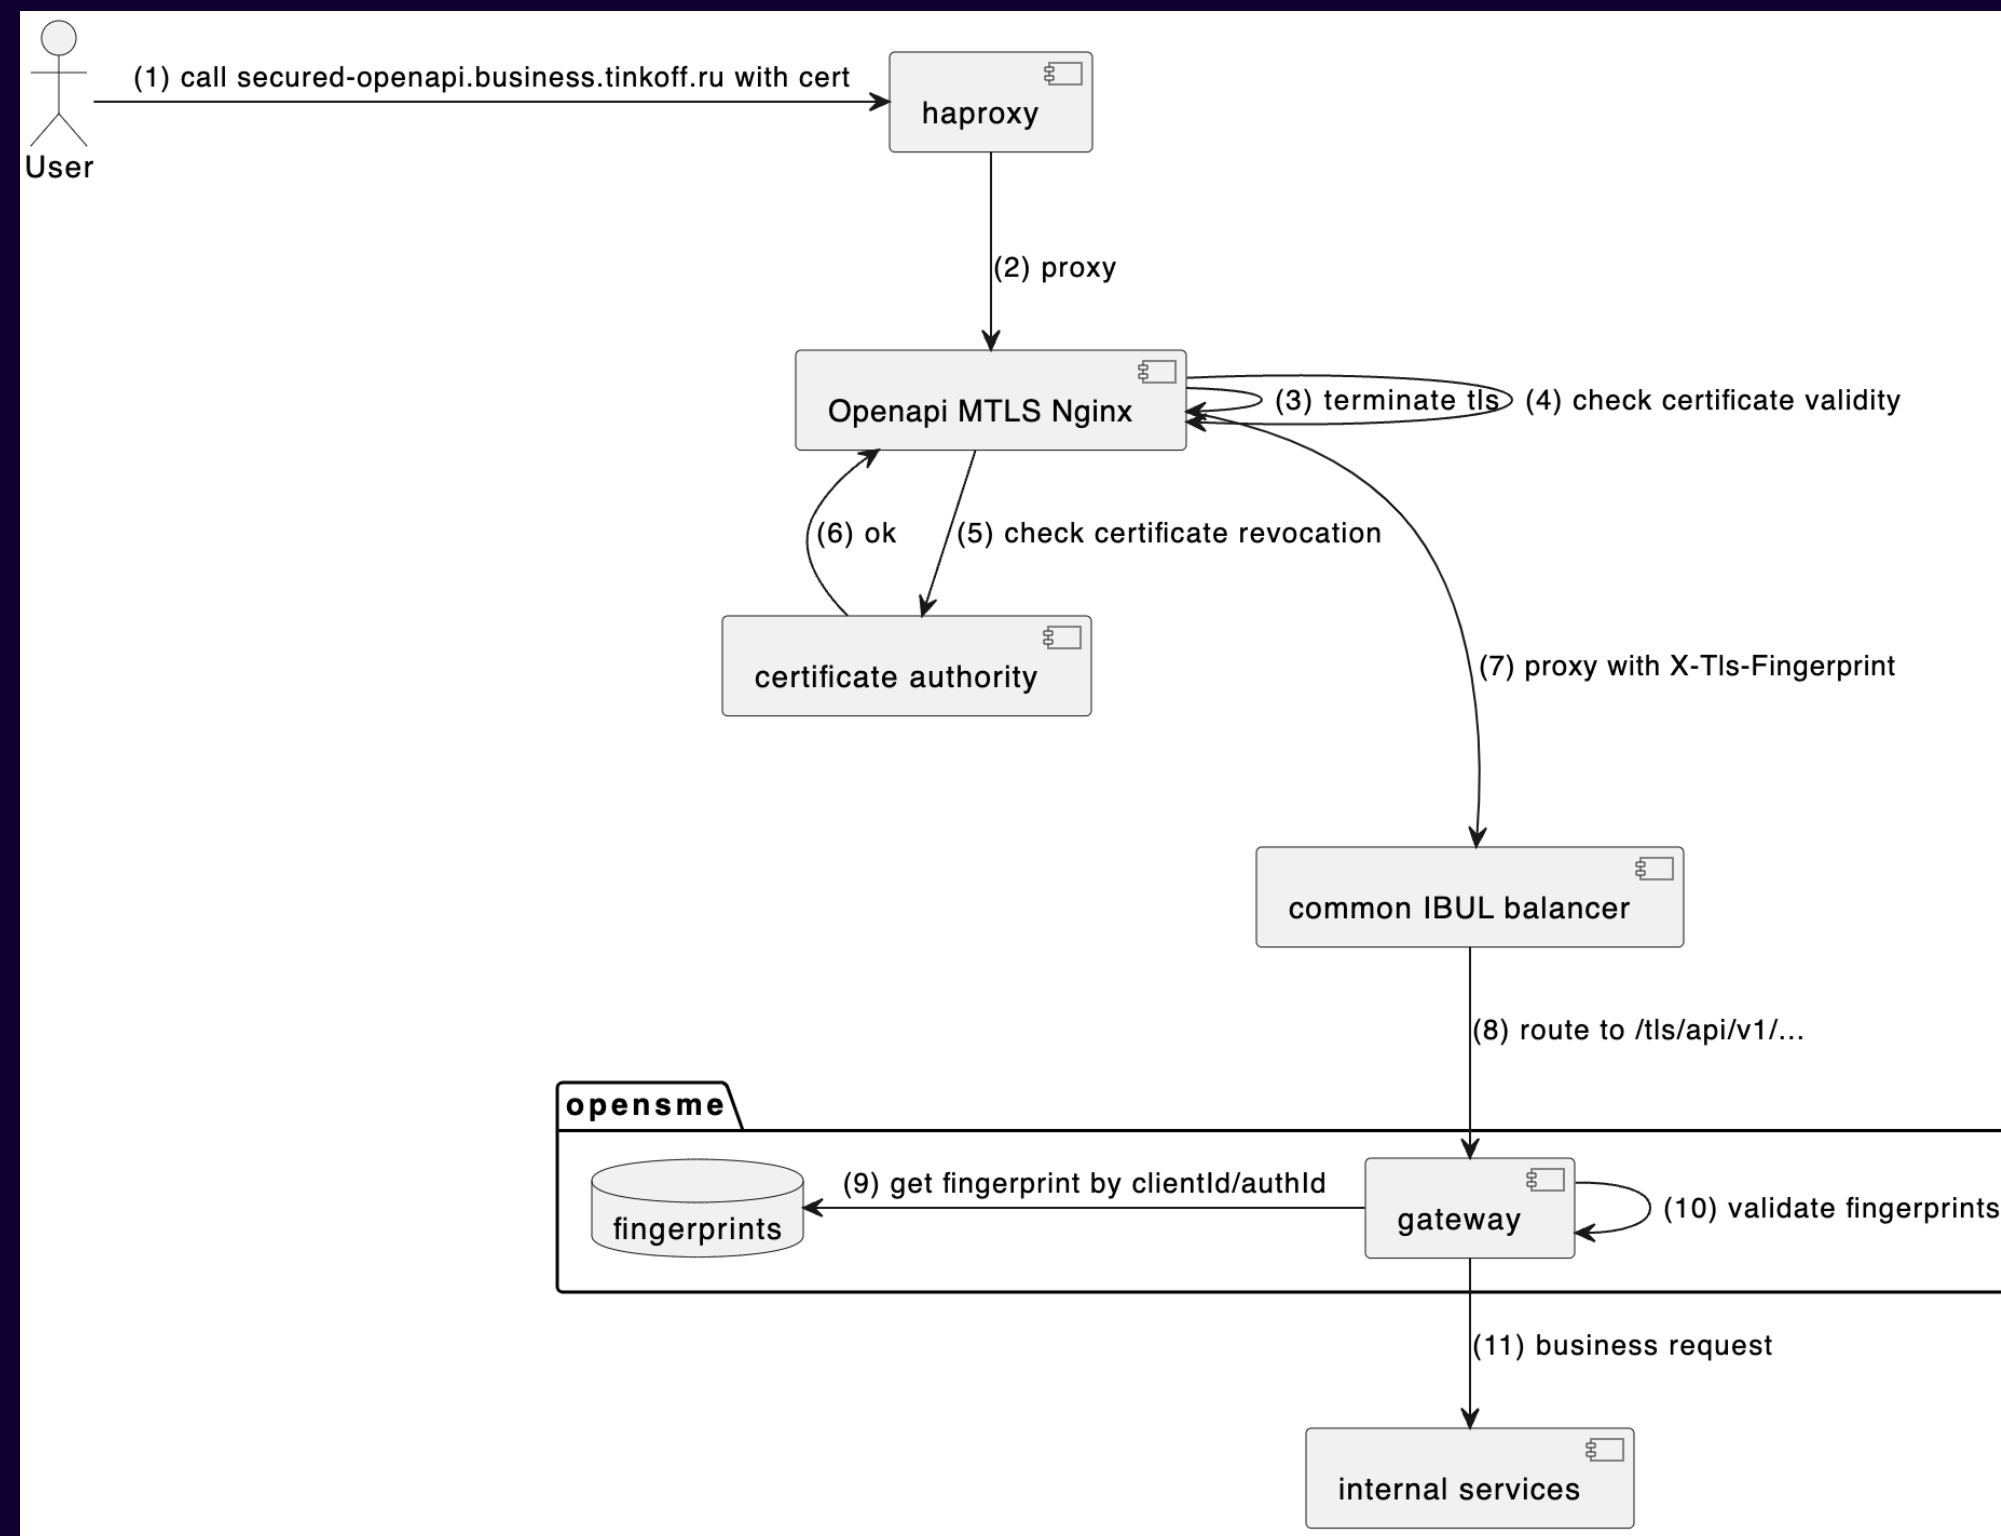 (1) call secured-openapi.business.tinkoff.ru with cert
haproxy
User
(2) proxy
Openapi MTLS Nginx
(3) terminate tls
(4) check certificate validity
(6) ok
(5) check certificate revocation
certificate authority
(7) proxy with X-Tls-Fingerprint
common IBUL balancer
(8) route to /tls/api/v1/...
opensme
fingerprints
(9) get fingerprint by clientId/authId
gateway
(10) validate fingerprints
(11) business request
internal services